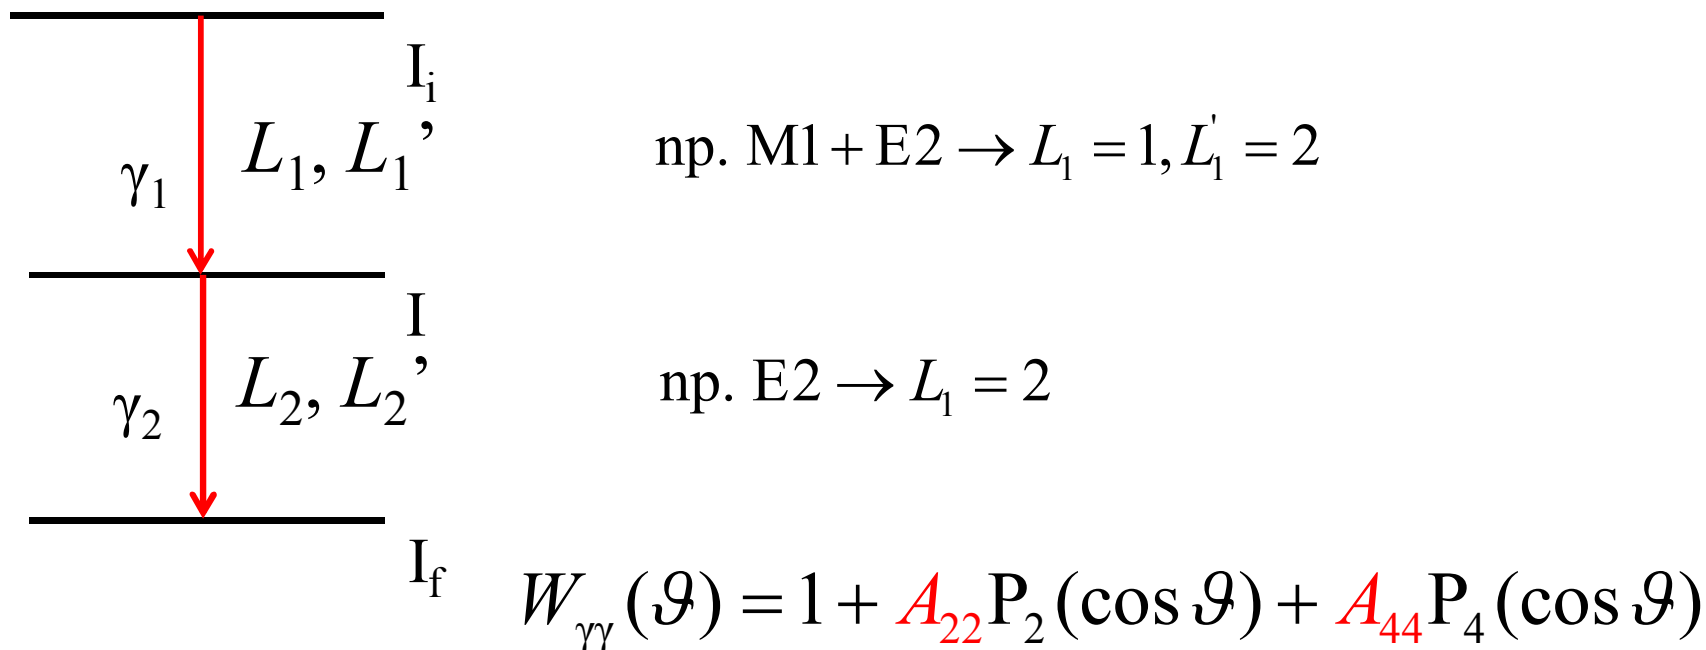 I_i
L_1, L_1’
γ_1
np. M1 + E2 → L_1 = 1, L_1' = 2
I
L_2, L_2’
γ_2
np. E2 → L_1 = 2
I_f
W_γγ(ϑ) = 1 + A_22 P_2(cos ϑ) + A_44 P_4(cos ϑ)